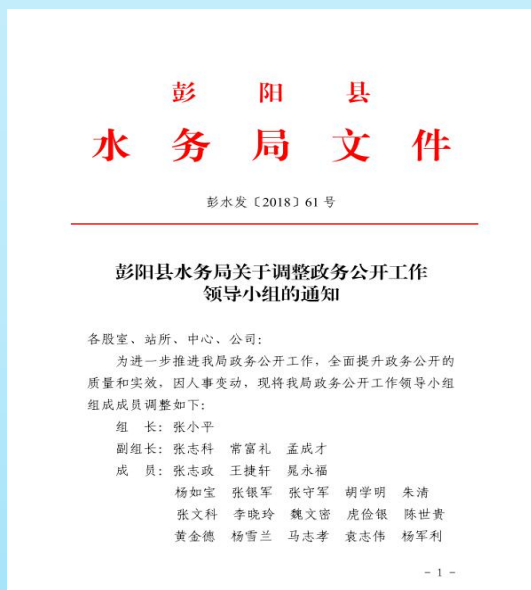 彭阳县
水务局文件
彭水发〔2018〕61号
彭阳县水务局关于调整政务公开工作
领导小组的通知
各股室、站所、中心、公司：
为进一步推进我局政务公开工作，全面提升政务公开的
质量和实效，因人事变动，现将我局政务公开工作领导小组
组成成员调整如下：
组 长：张小平
副组长：张志科 常富礼 孟成才
成 员：张志政 王捷轩 晁永福
杨如宝 张银军 张守军 胡学明 朱清
张文科 李晓玲 魏文密 虎俭银 陈世贵
黄金德 杨雪兰 马志孝 袁志伟 杨军利
- 1 -